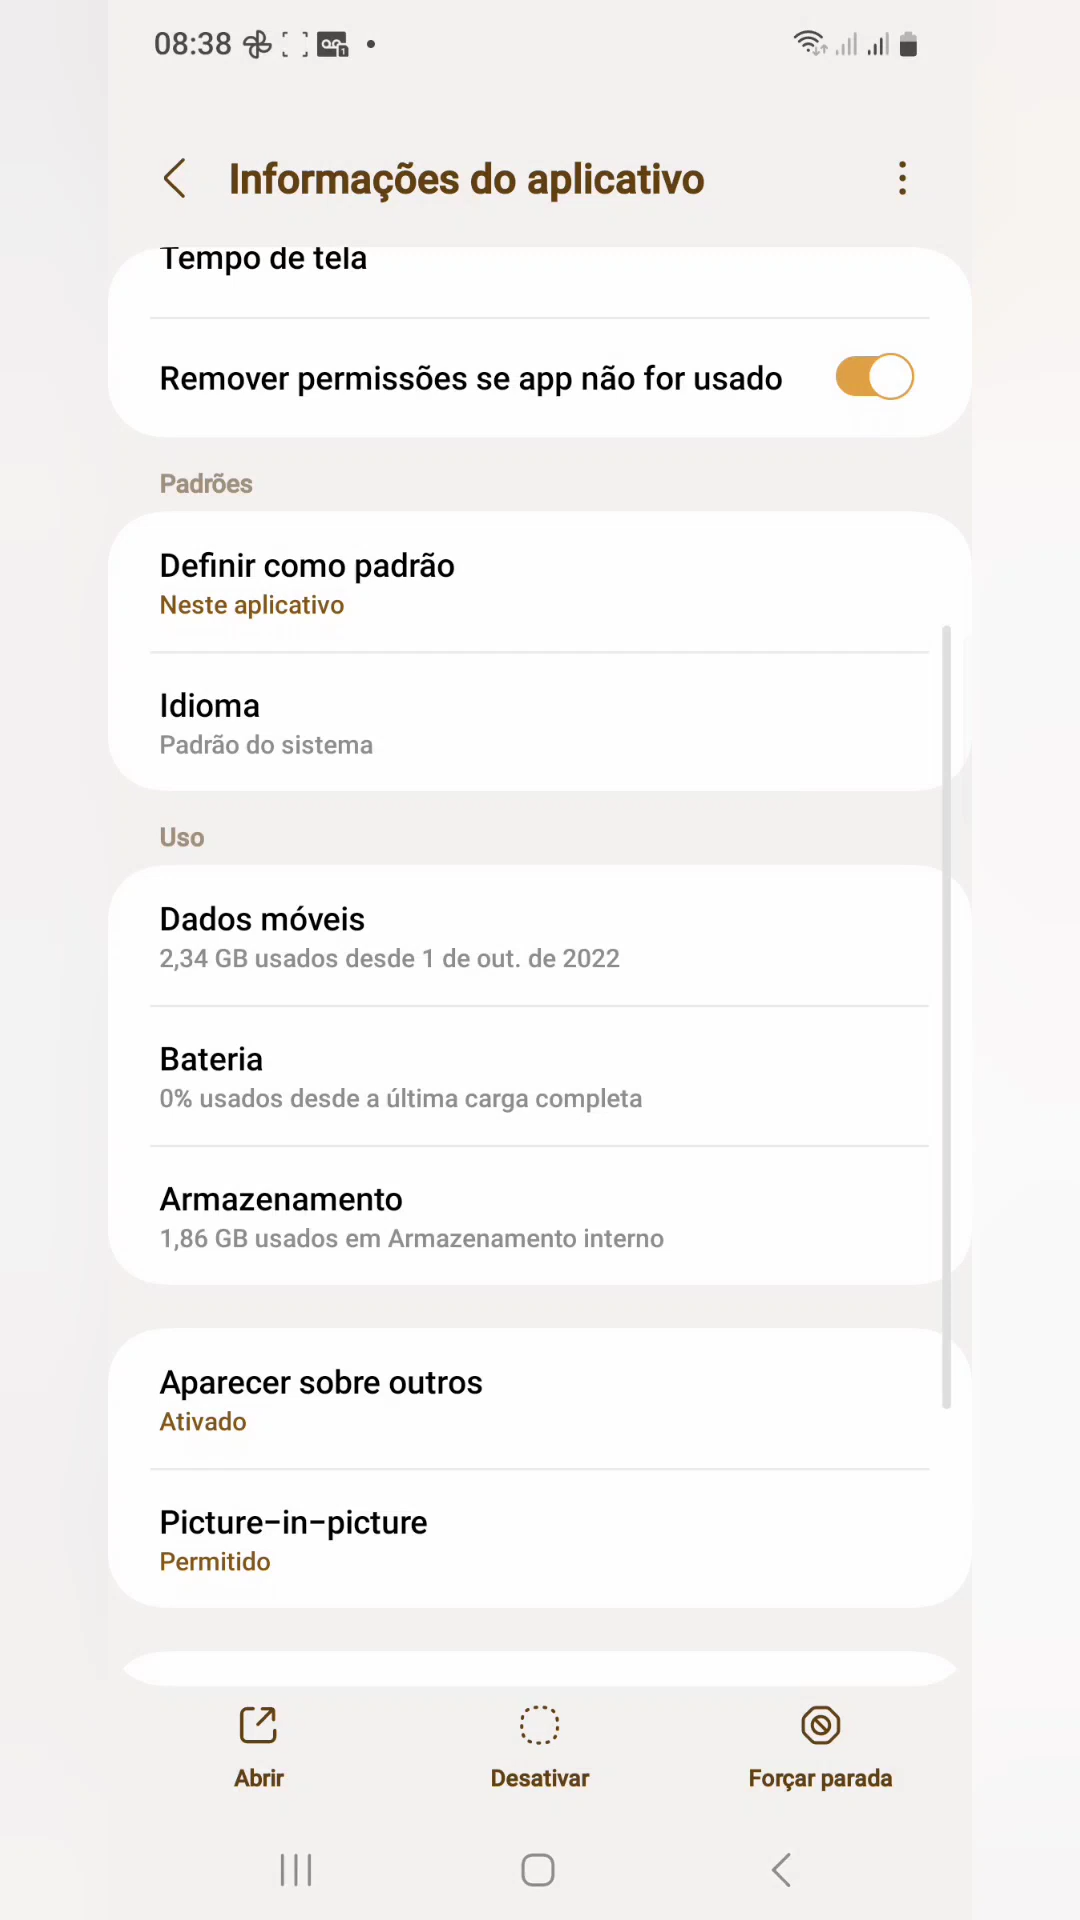 08:38
Informações do aplicativo
Tempo de tela
Remover permissões se app não for usado
Padrões
Definir como padrão
Neste aplicativo
Idioma
Padrão do sistema
Uso
Dados móveis
2,34 GB usados desde 1 de out. de 2022
Bateria
0% usados desde a última carga completa
Armazenamento
1,86 GB usados em Armazenamento interno
Aparecer sobre outros
Ativado
Picture-in-picture
Permitido
Abrir
Desativar
Forçar parada